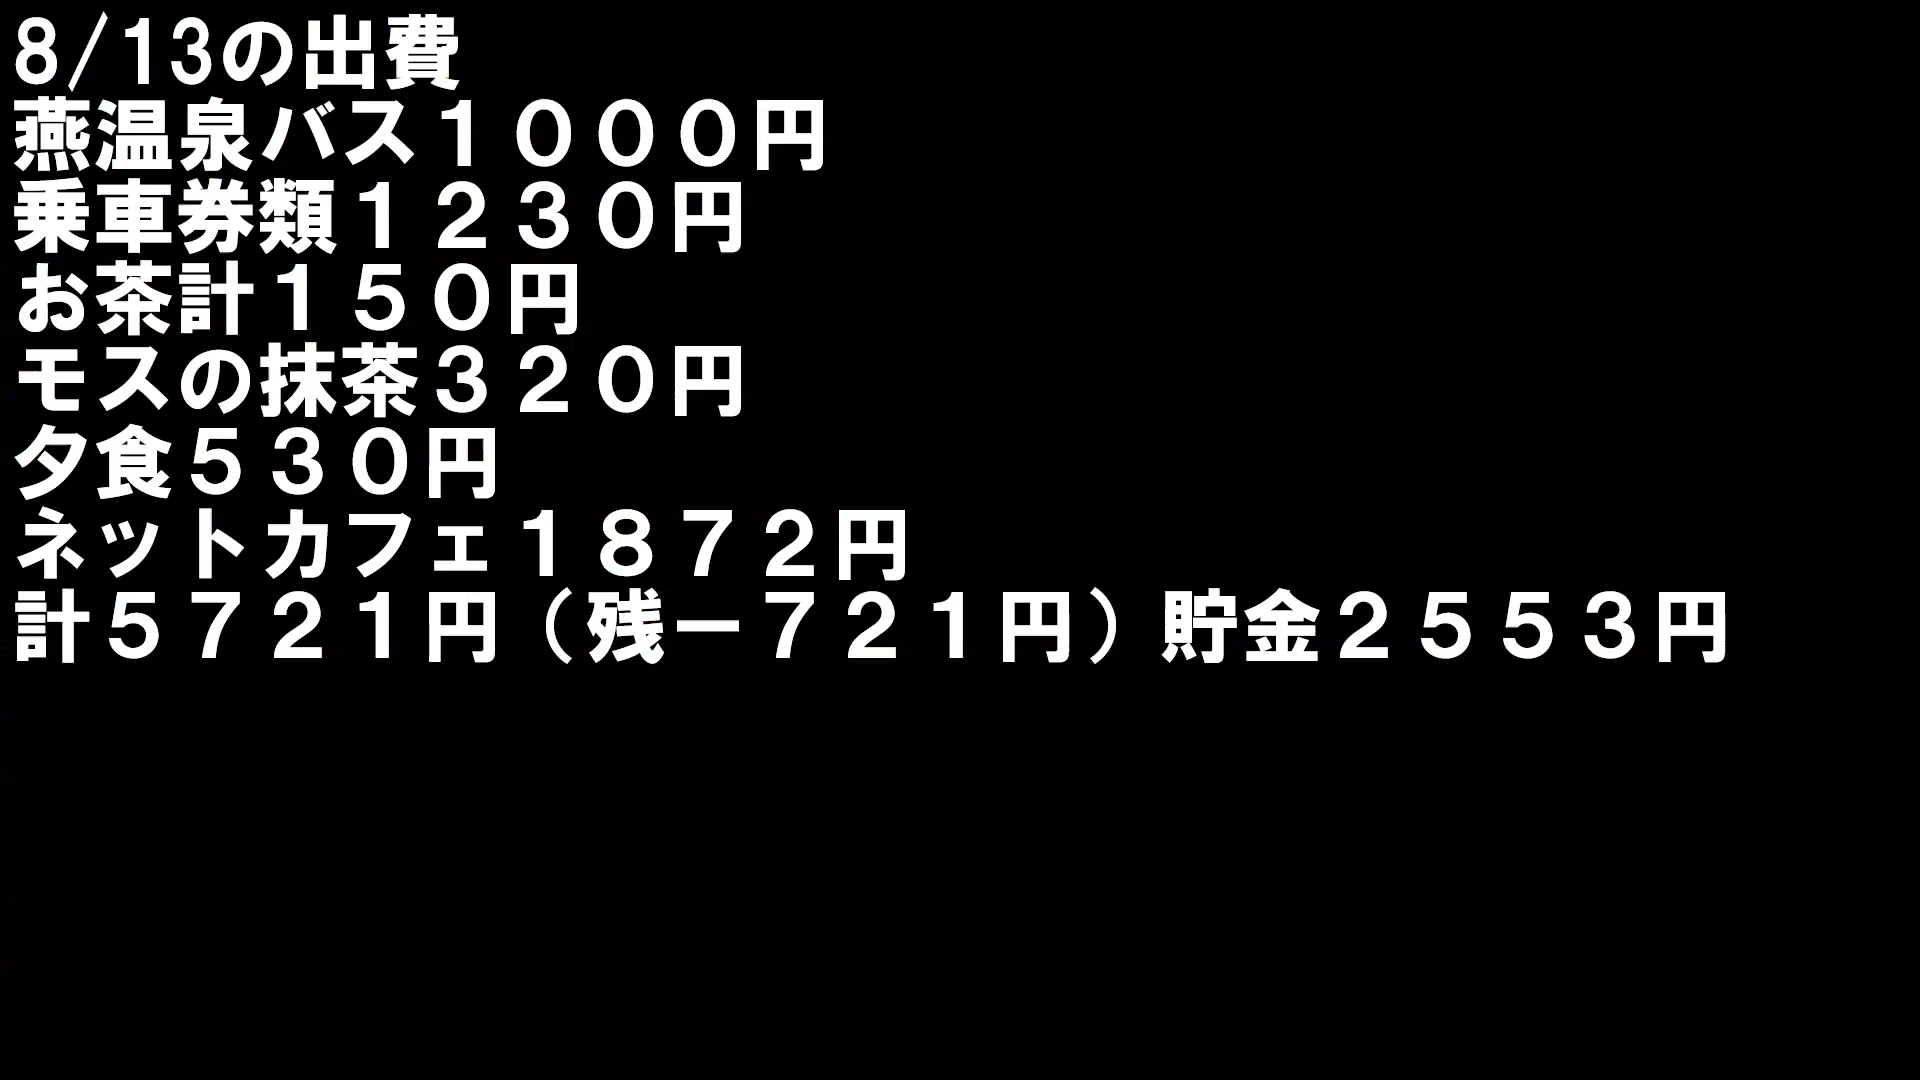 8/13の出費
燕温泉バス１０００円
乗車券類１２３０円
お茶計１５０円
モスの抹茶３２０円
夕食５３０円
ネットカフェ１８７２円
計５７２１円（残－７２１円）貯金２５５３円